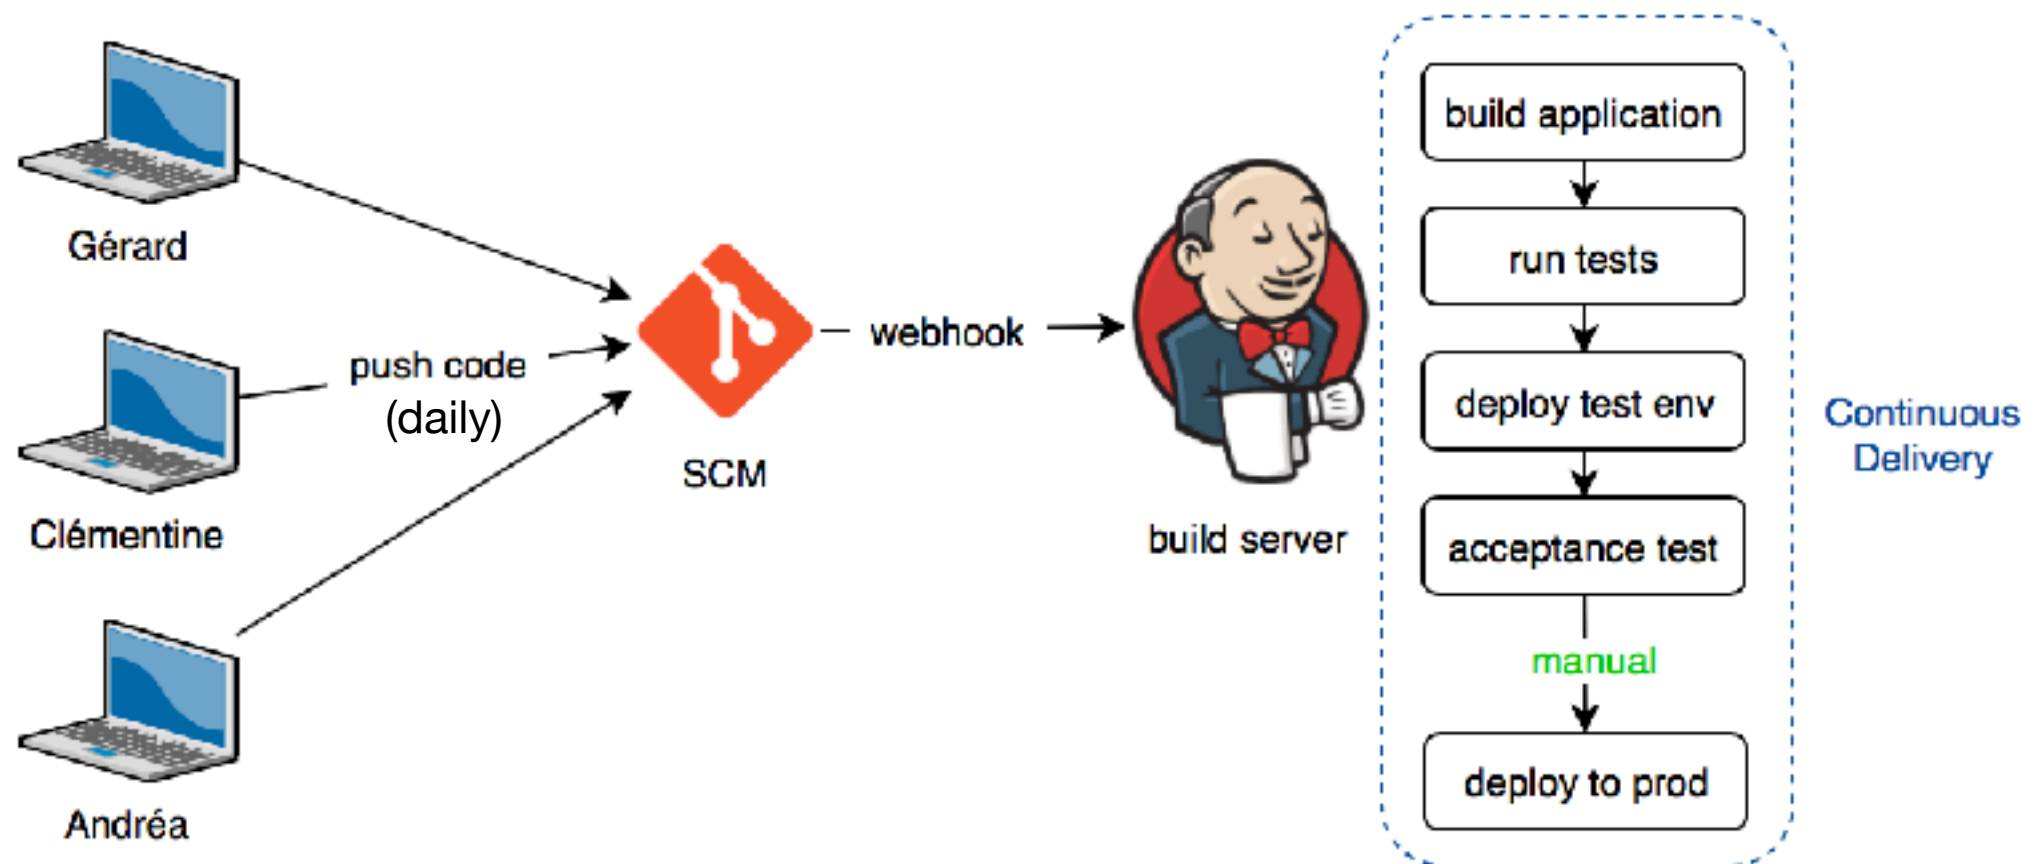 Gérard
push code
(daily)
Clémentine
Andréa
SCM
webhook
build server
build application
run tests
deploy test env
acceptance test
manual
deploy to prod
Continuous
Delivery